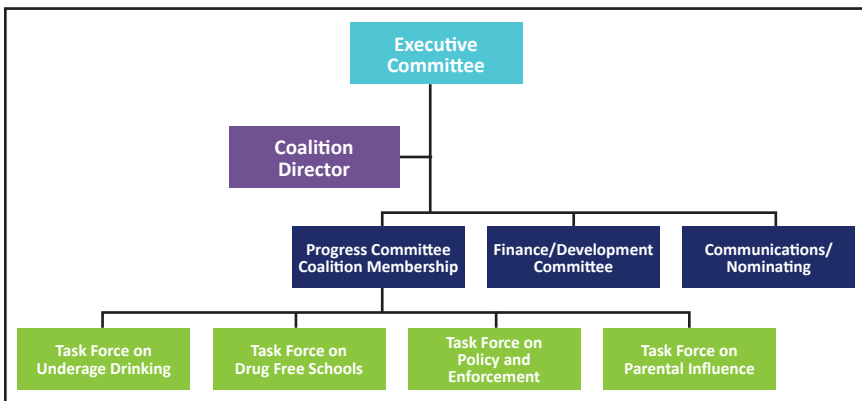 Executive
Committee
Coalition
Director
Progress Committee
Coalition Membership
Finance/Development
Committee
Communications/
Nominating
Task Force on
Underage Drinking
Task Force on
Drug Free Schools
Task Force on
Policy and
Enforcement
Task Force on
Parental Influence